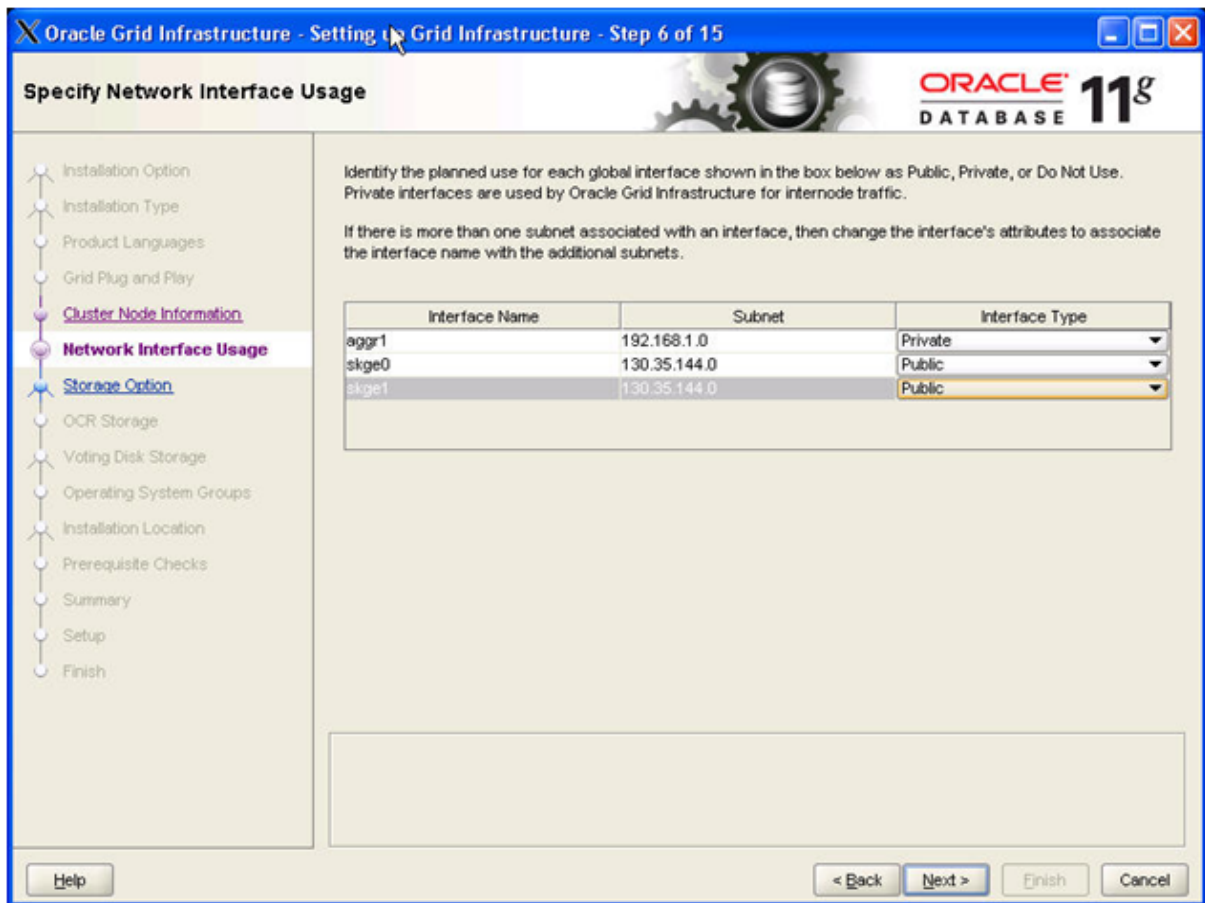 Oracle Grid Infrastructure - Setting up Grid Infrastructure - Step 6 of 15
Specify Network Interface Usage
ORACLE
DATABASE
11g
Installation Option
Installation Type
Product Languages
Grid Plug and Play
Cluster Node Information
Network Interface Usage
Storage Option
OCR Storage
Voting Disk Storage
Operating System Groups
Installation Location
Prerequisite Checks
Summary
Setup
Finish
Identify the planned use for each global interface shown in the box below as Public, Private, or Do Not Use.
Private interfaces are used by Oracle Grid Infrastructure for internode traffic.
If there is more than one subnet associated with an interface, then change the interface's attributes to associate
the interface name with the additional subnets.
Interface Name Subnet Interface Type
aggr1 192.168.1.0 Private
skge0 130.35.144.0 Public
skge1 130.35.144.0 Public
Help
< Back Next > Finish Cancel